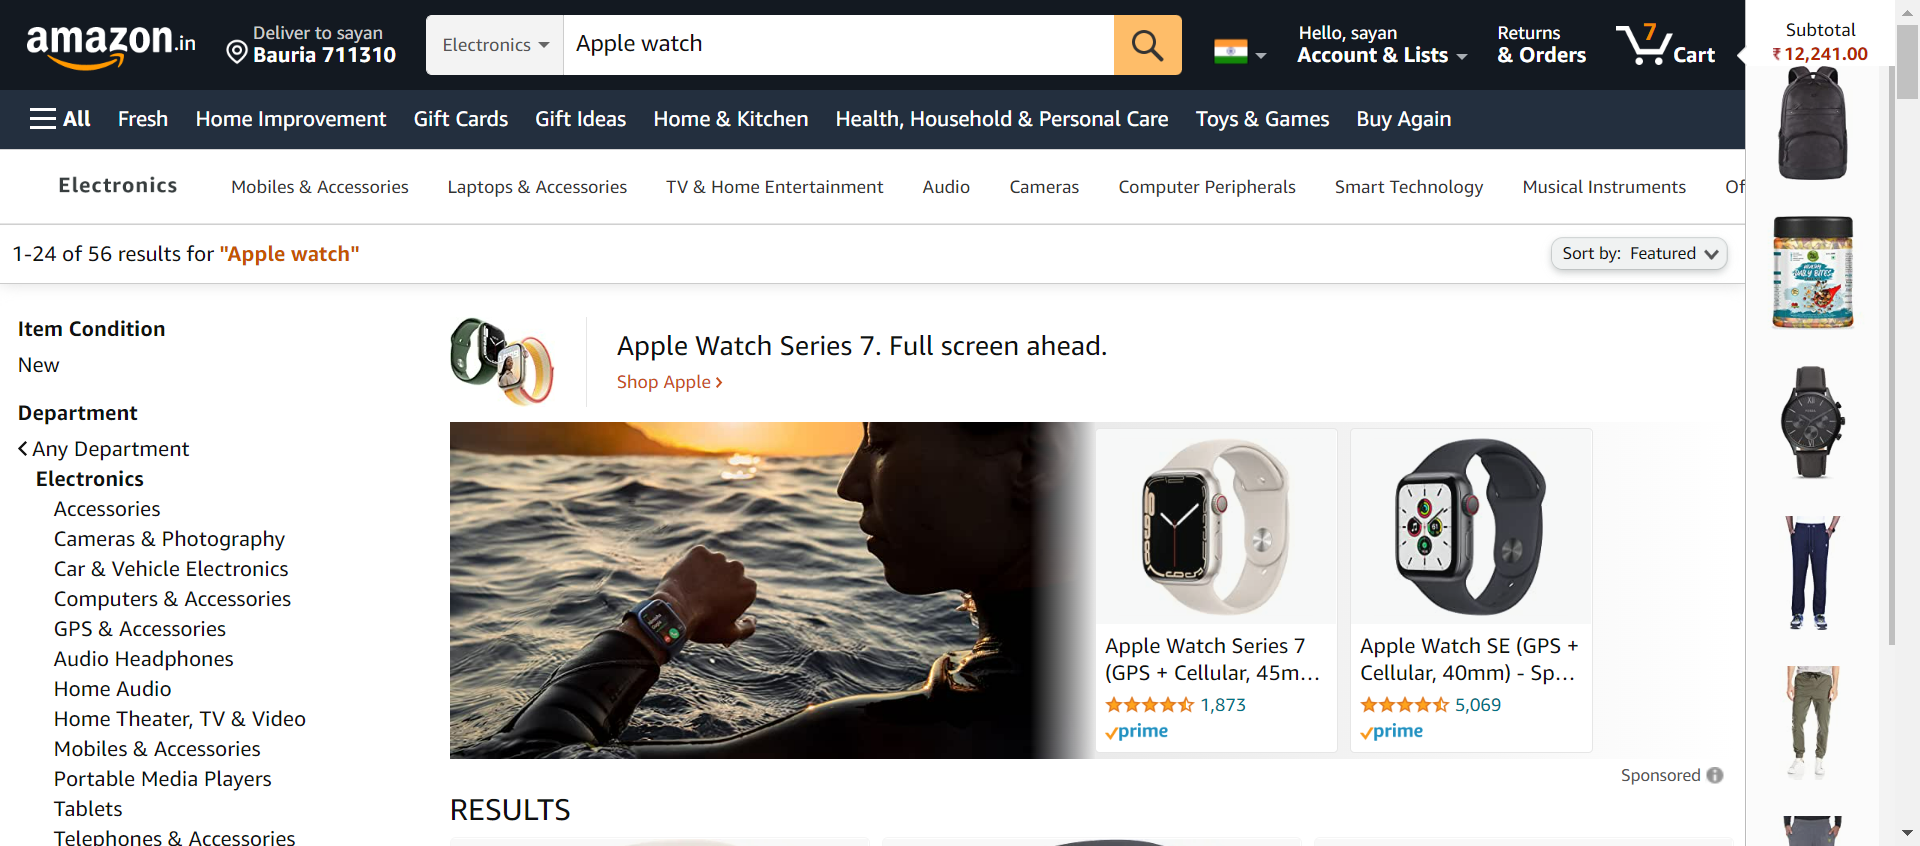 amazon.in
Deliver to sayan
Bauria 711310
Electronics
Apple watch
Hello, sayan
Account & Lists
Returns
& Orders
7
Cart
Subtotal
₹12,241.00
All
Fresh
Home Improvement
Gift Cards
Gift Ideas
Home & Kitchen
Health, Household & Personal Care
Toys & Games
Buy Again
Electronics
Mobiles & Accessories
Laptops & Accessories
TV & Home Entertainment
Audio
Cameras
Computer Peripherals
Smart Technology
Musical Instruments
Of
1-24 of 56 results for "Apple watch"
Sort by: Featured
Item Condition
New
Department
Any Department
Electronics
Accessories
Cameras & Photography
Car & Vehicle Electronics
Computers & Accessories
GPS & Accessories
Audio Headphones
Home Audio
Home Theater, TV & Video
Mobiles & Accessories
Portable Media Players
Tablets
Telephones & Accessories
Apple Watch Series 7. Full screen ahead.
Shop Apple ›
Apple Watch Series 7
(GPS + Cellular, 45m...
1,873
prime
Apple Watch SE (GPS +
Cellular, 40mm) - Sp...
5,069
prime
Sponsored
RESULTS
DAILY BITES